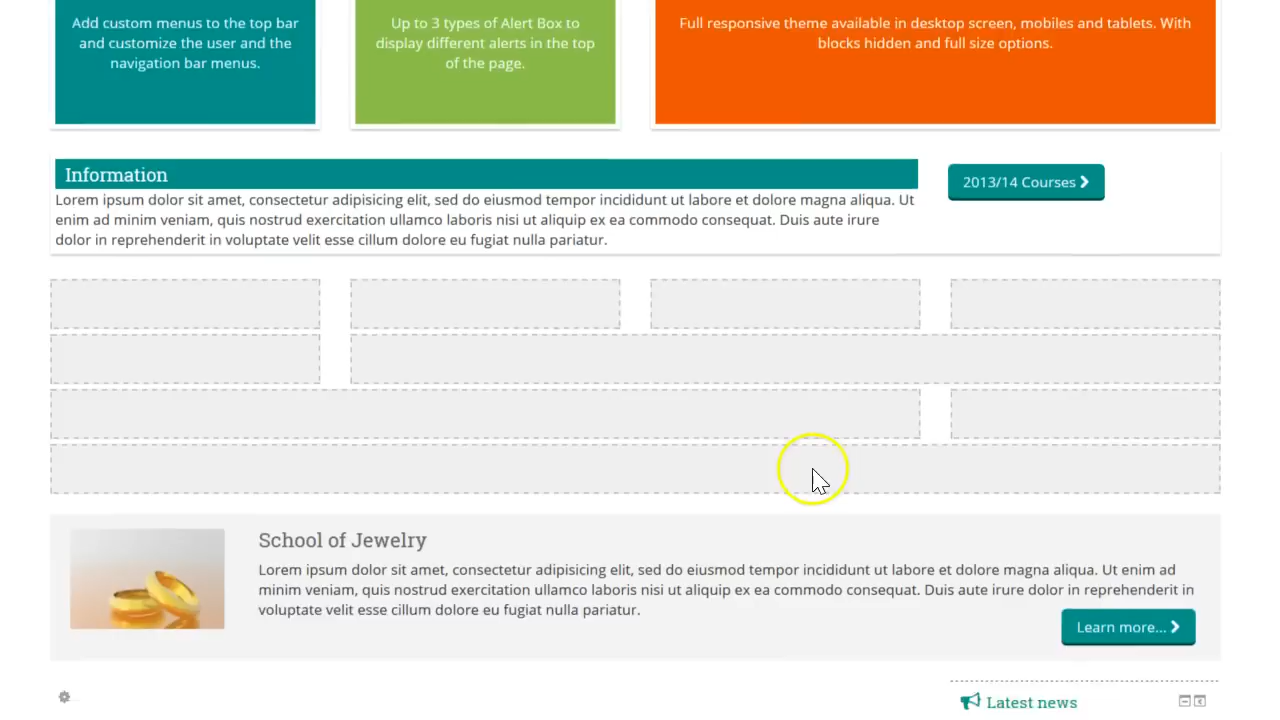 Add custom menus to the top bar
and customize the user and the
navigation bar menus.
Up to 3 types of Alert Box to
display different alerts in the top
of the page.
Full responsive theme available in desktop screen, mobiles and tablets. With
blocks hidden and full size options.
Information
Lorem ipsum dolor sit amet, consectetur adipisicing elit, sed do eiusmod tempor incididunt ut labore et dolore magna aliqua. Ut
enim ad minim veniam, quis nostrud exercitation ullamco laboris nisi ut aliquip ex ea commodo consequat. Duis aute irure
dolor in reprehenderit in voluptate velit esse cillum dolore eu fugiat nulla pariatur.
2013/14 Courses
School of Jewelry
Lorem ipsum dolor sit amet, consectetur adipisicing elit, sed do eiusmod tempor incididunt ut labore et dolore magna aliqua. Ut enim ad
minim veniam, quis nostrud exercitation ullamco laboris nisi ut aliquip ex ea commodo consequat. Duis aute irure dolor in reprehenderit in
voluptate velit esse cillum dolore eu fugiat nulla pariatur.
Learn more...
Latest news